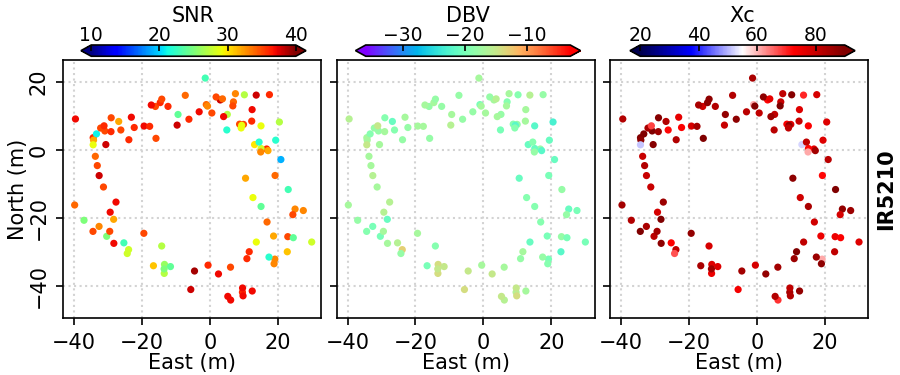 SNR DBV Xc
10 20 30 40 −30 −20 −10 20 40 60 80
20
0
−20
−40
North (m)
−40 −20 0 20 −40 −20 0 20 −40 −20 0 20
East (m) East (m) East (m)
IR5210